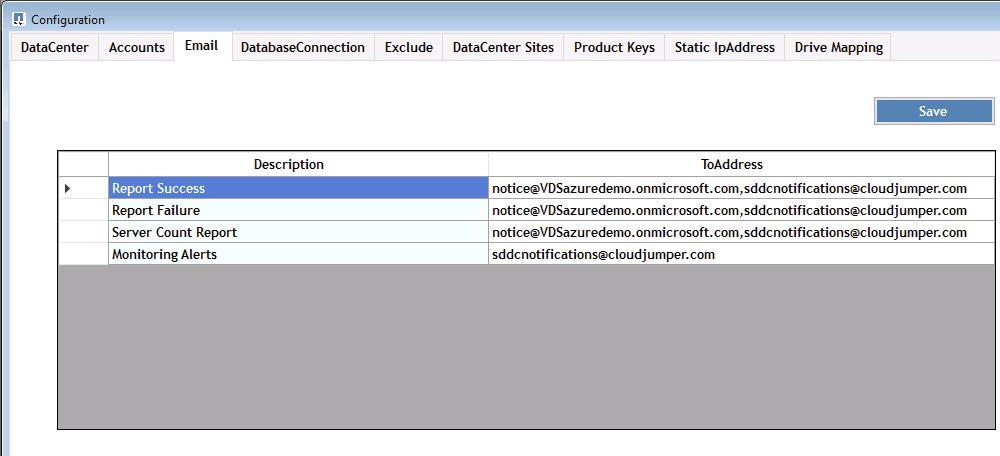 Configuration
DataCenter Accounts Email DatabaseConnection Exclude DataCenter Sites Product Keys Static IpAddress Drive Mapping
Save
Description ToAddress
Report Success notice@VDSazuredemo.onmicrosoft.com,sddcnotifications@cloudjumper.com
Report Failure notice@VDSazuredemo.onmicrosoft.com,sddcnotifications@cloudjumper.com
Server Count Report notice@VDSazuredemo.onmicrosoft.com,sddcnotifications@cloudjumper.com
Monitoring Alerts sddcnotifications@cloudjumper.com